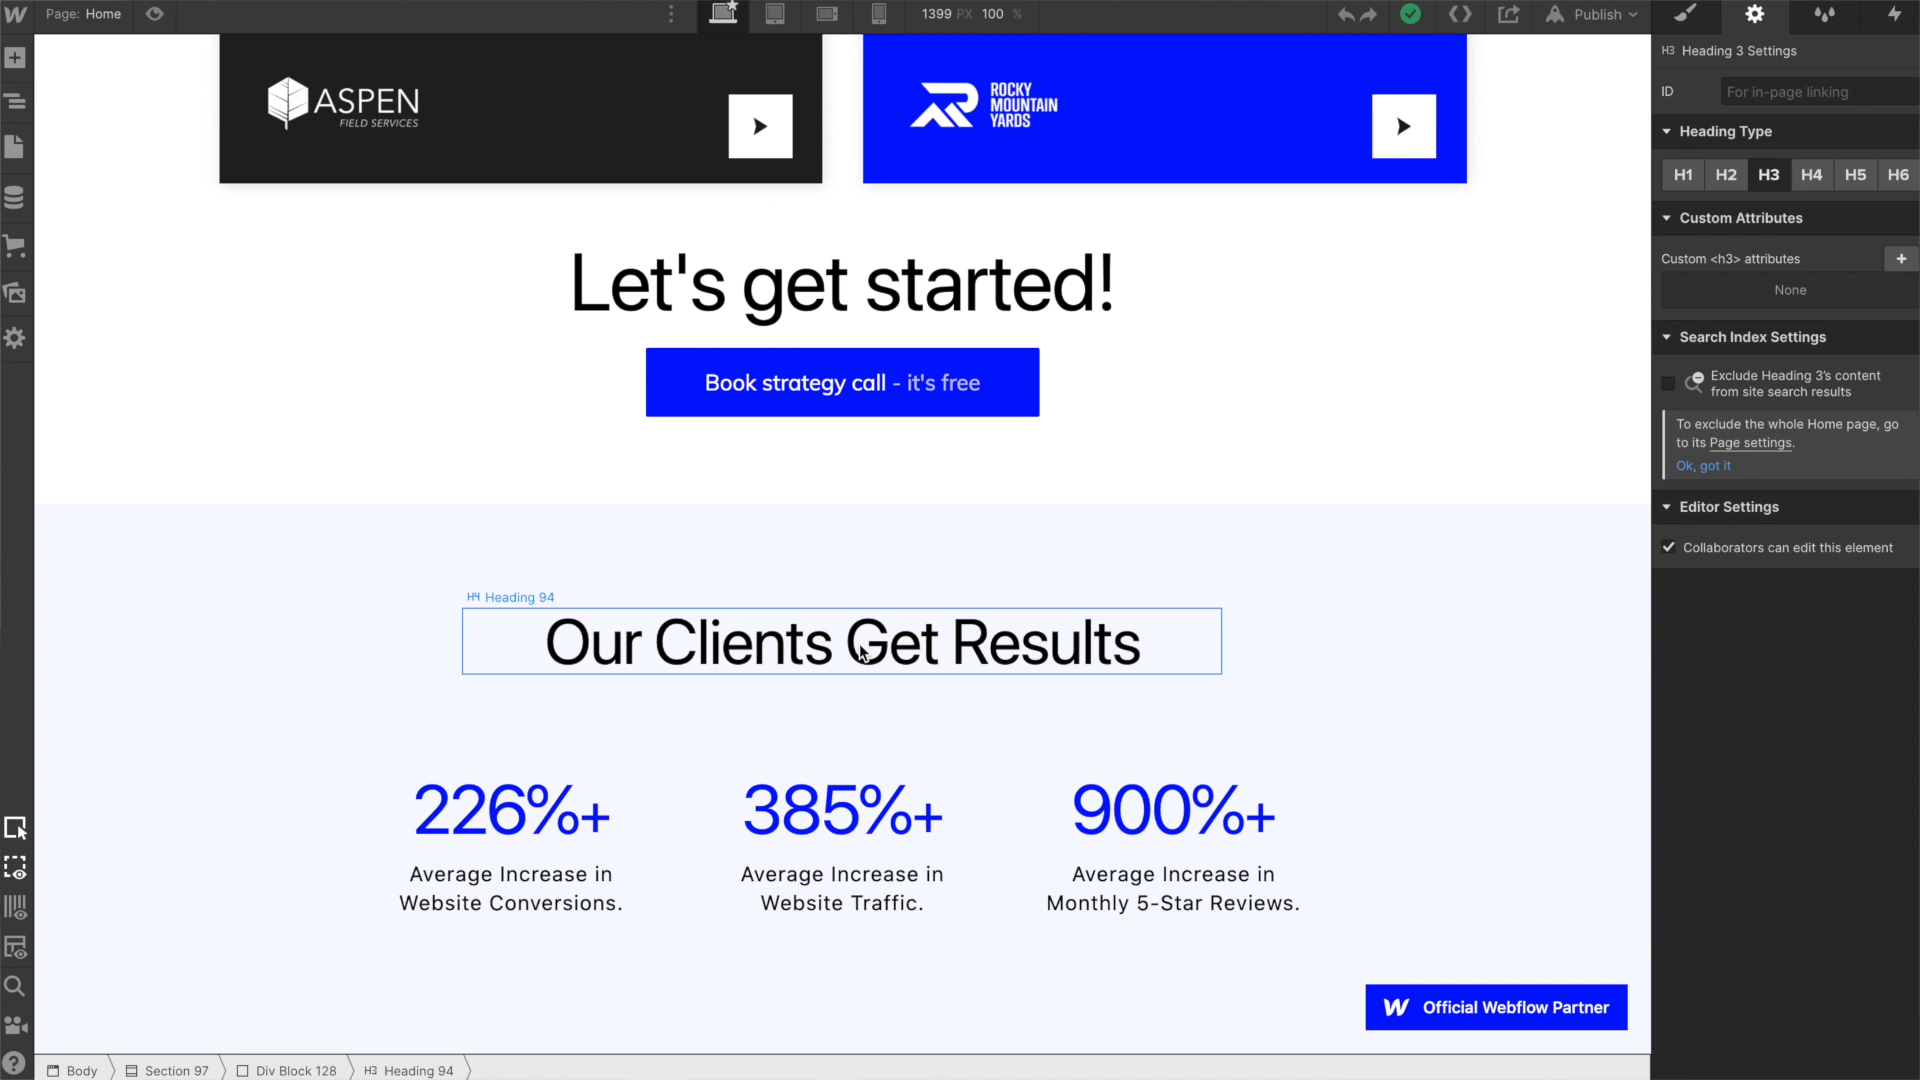 Page: Home
1399 PX 100 %
Publish
ASPEN
FIELD SERVICES
ROCKY
MOUNTAIN
YARDS
Let's get started!
Book strategy call - it's free
H4 Heading 94
Our Clients Get Results
226%+
Average Increase in
Website Conversions.
385%+
Average Increase in
Website Traffic.
900%+
Average Increase in
Monthly 5-Star Reviews.
Official Webflow Partner
Body
Section 97
Div Block 128
H3 Heading 94
H3 Heading 3 Settings
ID For in-page linking
Heading Type
H1 H2 H3 H4 H5 H6
Custom Attributes
Custom <h3> attributes
None
Search Index Settings
Exclude Heading 3's content
from site search results
To exclude the whole Home page, go
to its Page settings.
Ok, got it
Editor Settings
Collaborators can edit this element